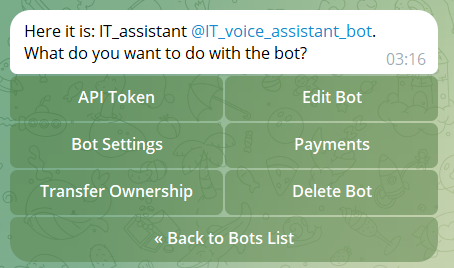 Here it is: IT_assistant @IT_voice_assistant_bot.
What do you want to do with the bot?
03:16
API Token
Edit Bot
Bot Settings
Payments
Transfer Ownership
Delete Bot
« Back to Bots List